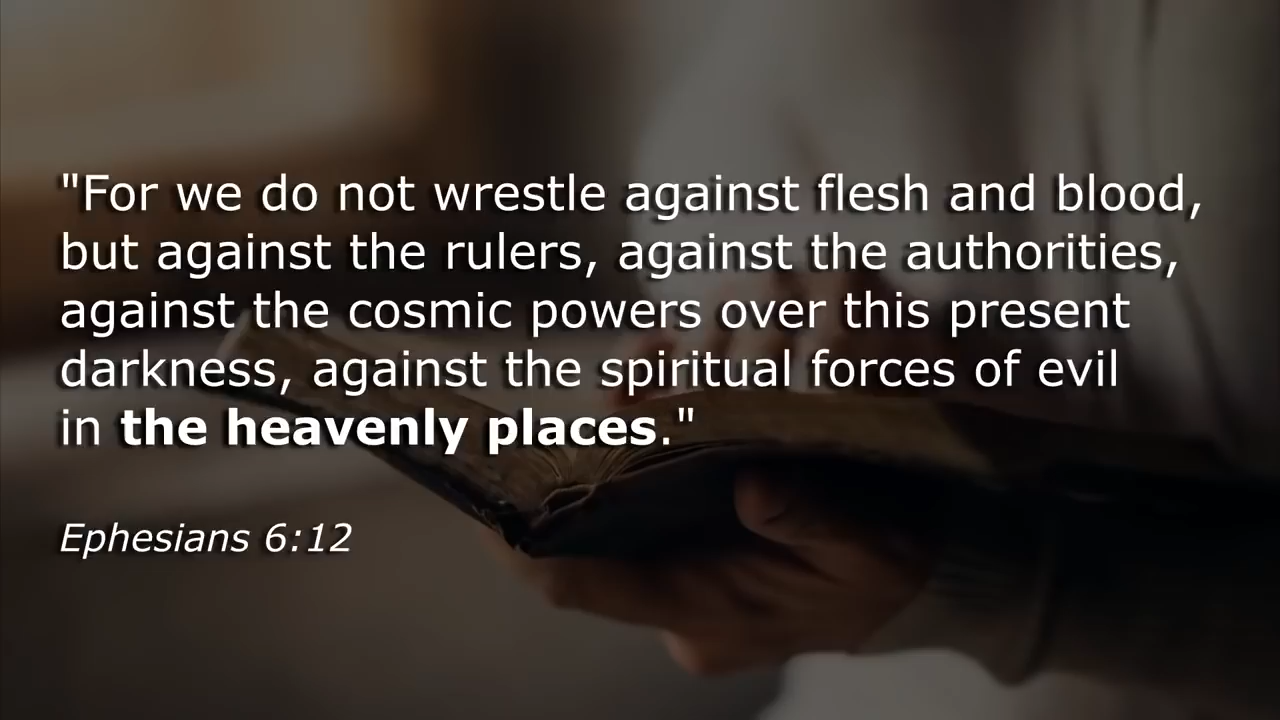 "For we do not wrestle against flesh and blood,
but against the rulers, against the authorities,
against the cosmic powers over this present
darkness, against the spiritual forces of evil
in the heavenly places."
Ephesians 6:12